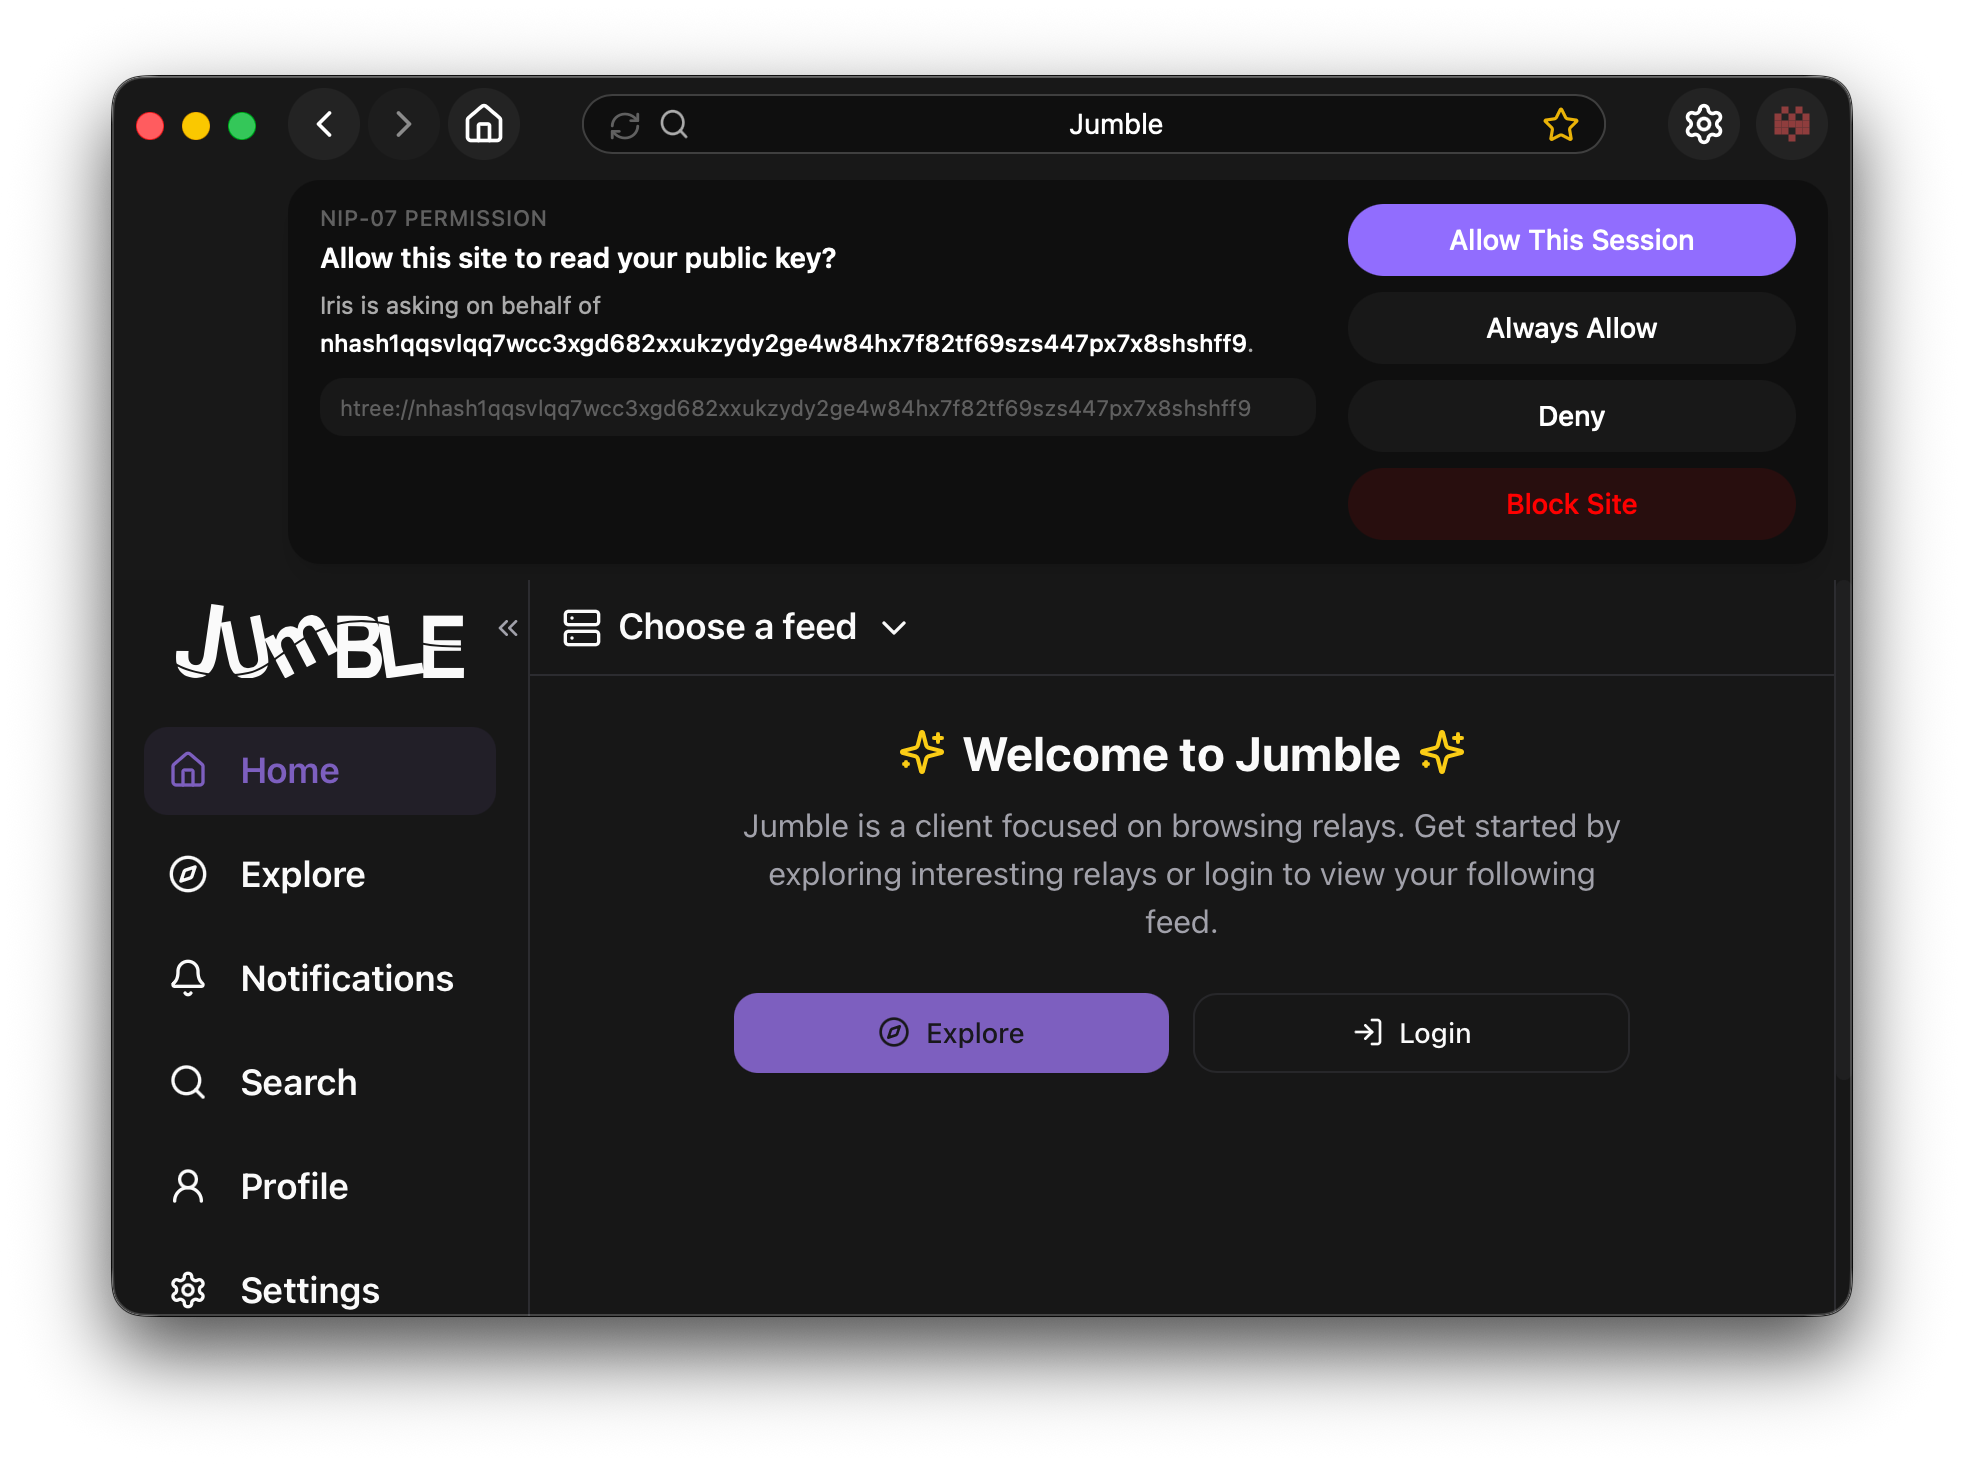 Jumble
NIP-07 PERMISSION
Allow this site to read your public key?
Iris is asking on behalf of
nhash1qqsvlqq7wcc3xgd682xxukzydy2ge4w84hx7f82tf69szs447px7x8shshff9.
htree://nhash1qqsvlqq7wcc3xgd682xxukzydy2ge4w84hx7f82tf69szs447px7x8shshff9
Allow This Session
Always Allow
Deny
Block Site
JUMBLE
Home
Explore
Notifications
Search
Profile
Settings
Choose a feed
Welcome to Jumble
Jumble is a client focused on browsing relays. Get started by
exploring interesting relays or login to view your following
feed.
Explore
Login